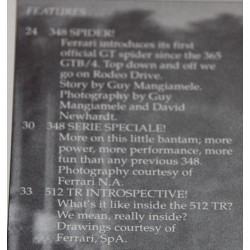 FEATURES
24 348 SPIDER!
Ferrari introduces its first
official GT spider since the 365
GTB/4. Top down and off we
go on Rodeo Drive.
Story by Guy Mangiamele.
Photography by Guy
Mangiamele and David
Newhardt.
30 348 SERIE SPECIALE!
More on this little bantam; more
power, more performance, more
fun than any previous 348.
Photography courtesy of
Ferrari N.A.
33 512 TR INTROSPECTIVE!
What's it like inside the 512 TR?
We mean, really inside?
Drawings courtesy of
Ferrari, SpA.